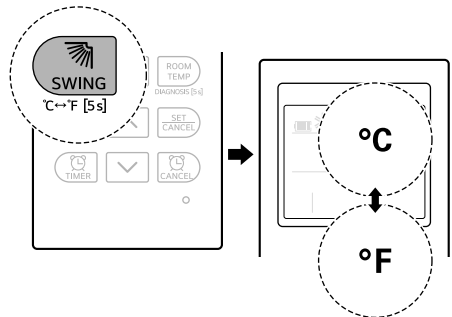 SWING
°C↔°F [5s]
ROOM
TEMP
DIAGNOSIS [5s]
SET
CANCEL
TIMER
CANCEL
°C
°F